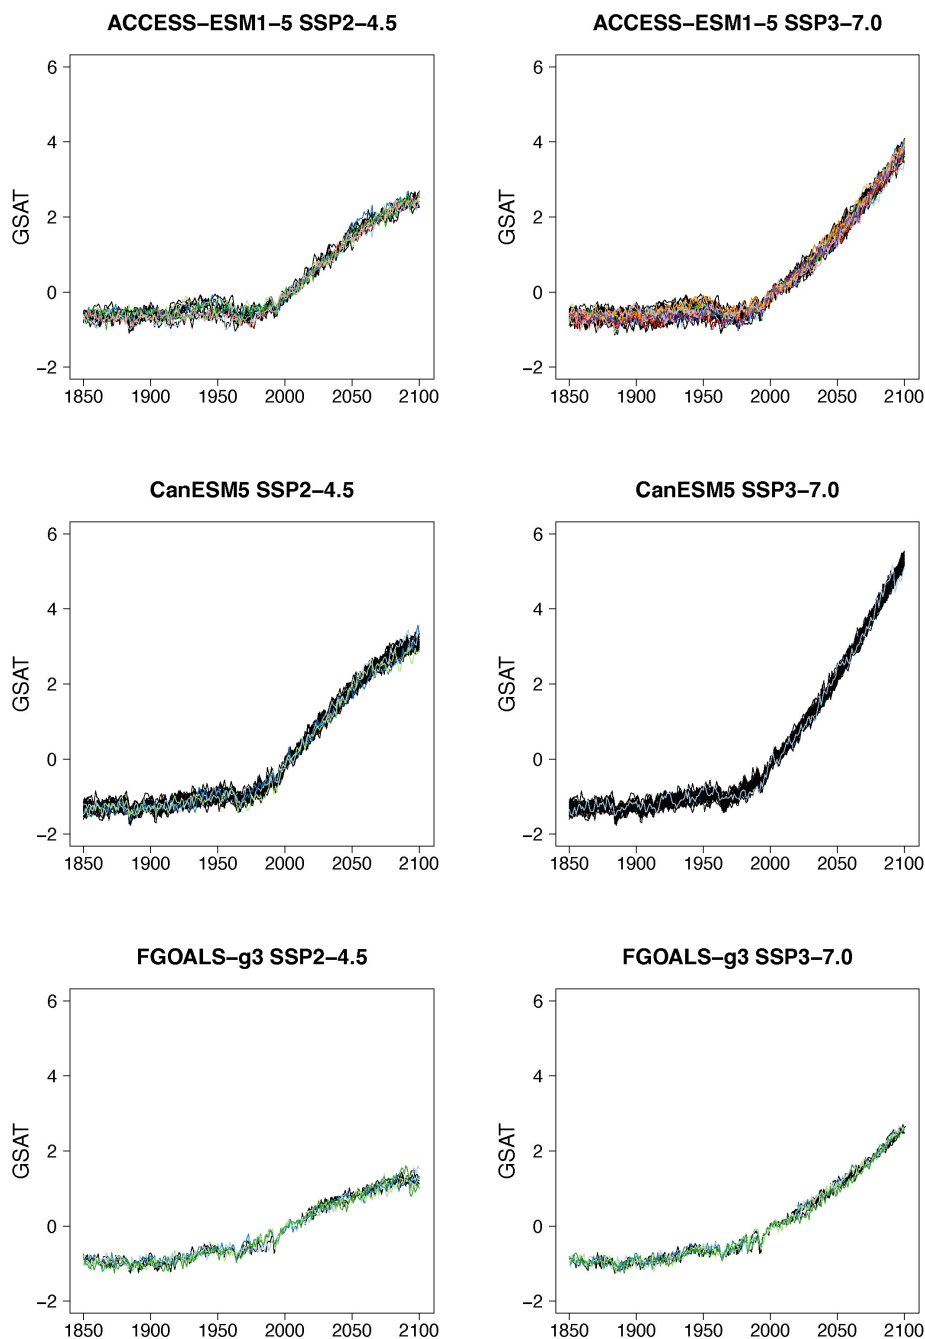 ACCESS−ESM1−5 SSP2−4.5
GSAT
6
4
2
0
−2
1850 1900 1950 2000 2050 2100
ACCESS−ESM1−5 SSP3−7.0
GSAT
6
4
2
0
−2
1850 1900 1950 2000 2050 2100
CanESM5 SSP2−4.5
GSAT
6
4
2
0
−2
1850 1900 1950 2000 2050 2100
CanESM5 SSP3−7.0
GSAT
6
4
2
0
−2
1850 1900 1950 2000 2050 2100
FGOALS−g3 SSP2−4.5
GSAT
6
4
2
0
−2
1850 1900 1950 2000 2050 2100
FGOALS−g3 SSP3−7.0
GSAT
6
4
2
0
−2
1850 1900 1950 2000 2050 2100